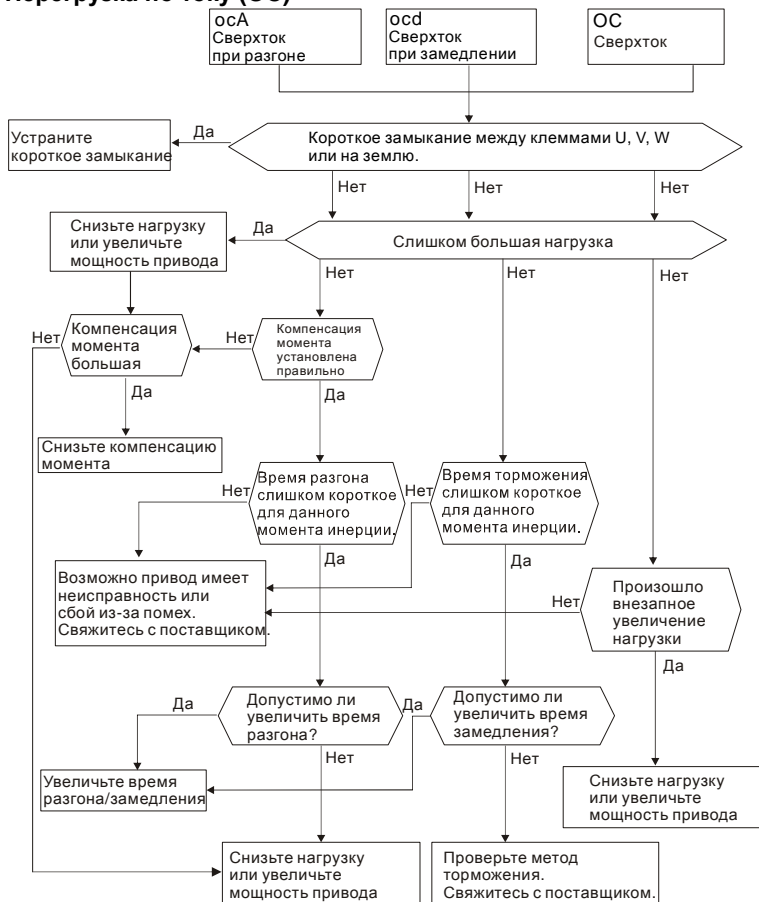 Перегрузка по току (OC)
ocA
Сверхток
при разгоне
ocd
Сверхток
при замедлении
OC
Сверхток
Да
Устраните
короткое замыкание
Короткое замыкание между клеммами U, V, W
или на землю.
Нет
Нет
Нет
Снизьте нагрузку
или увеличьте
мощность привода
Да
Слишком большая нагрузка
Нет
Нет
Нет
Нет
Компенсация
момента
большая
Нет
Компенсация
момента
установлена
правильно
Да
Да
Снизьте компенсацию
момента
Нет
Время разгона
слишком короткое
для данного
момента инерции.
Нет
Время торможения
слишком короткое
для данного
момента инерции.
Да
Да
Возможно привод имеет
неисправность или
сбой из-за помех.
Свяжитесь с поставщиком.
Нет
Произошло
внезапное
увеличение
нагрузки
Да
Да
Допустимо ли
увеличить время
разгона?
Да
Допустимо ли
увеличить время
замедления?
Нет
Нет
Увеличьте время
разгона/замедления
Снизьте нагрузку
или увеличьте
мощность привода
Снизьте нагрузку
или увеличьте
мощность привода
Проверьте метод
торможения.
Свяжитесь с поставщиком.